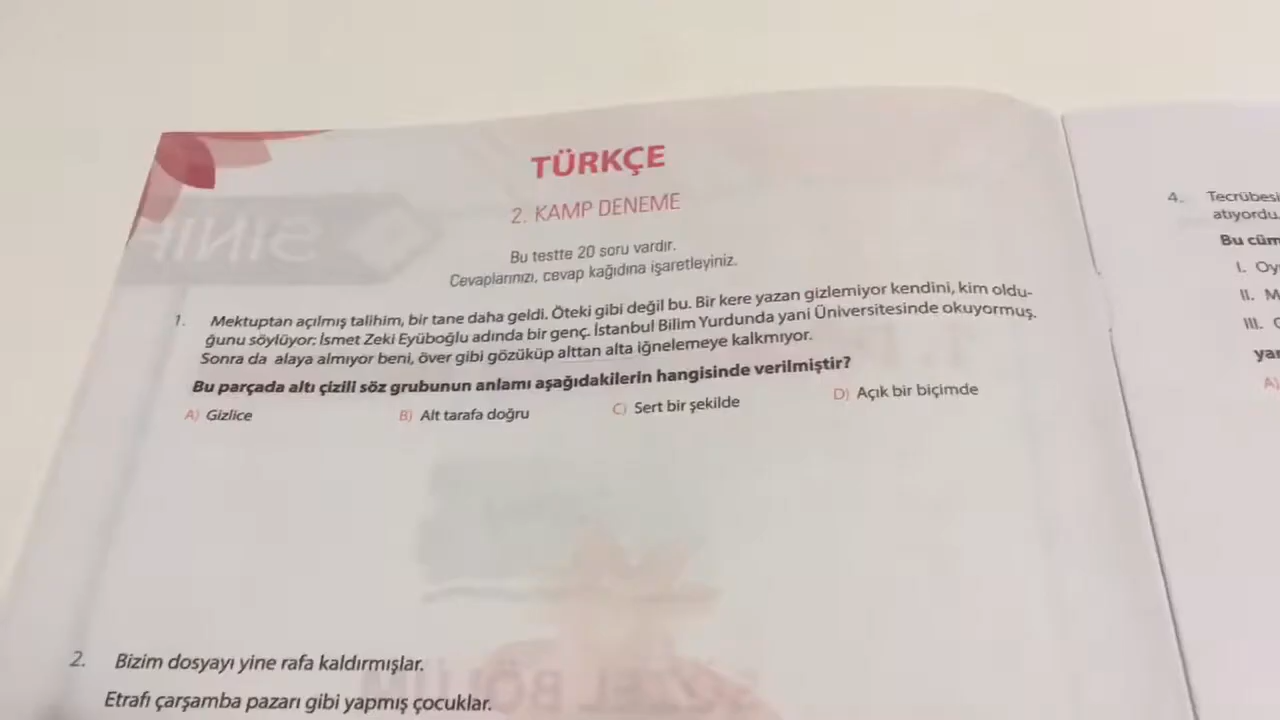 TÜRKÇE
2. KAMP DENEME
Bu testte 20 soru vardır.
Cevaplarınızı, cevap kağıdına işaretleyiniz.
1. Mektuptan açılmış talihim, bir tane daha geldi. Öteki gibi değil bu. Bir kere yazan gizlemiyor kendini, kim oldu-
ğunu söylüyor: İsmet Zeki Eyüboğlu adında bir genç. İstanbul Bilim Yurdunda yani Üniversitesinde okuyormuş.
Sonra da alaya almıyor beni, över gibi gözüküp alttan alta iğnelemeye kalkmıyor.
Bu parçada altı çizili söz grubunun anlamı aşağıdakilerin hangisinde verilmiştir?
A) Gizlice B) Alt tarafa doğru C) Sert bir şekilde D) Açık bir biçimde
2. Bizim dosyayı yine rafa kaldırmışlar.
Etrafı çarşamba pazarı gibi yapmış çocuklar.
4. Tecrübesi
atıyordu.
Bu cüm
I. Oy
II. M
III.
yar
A)